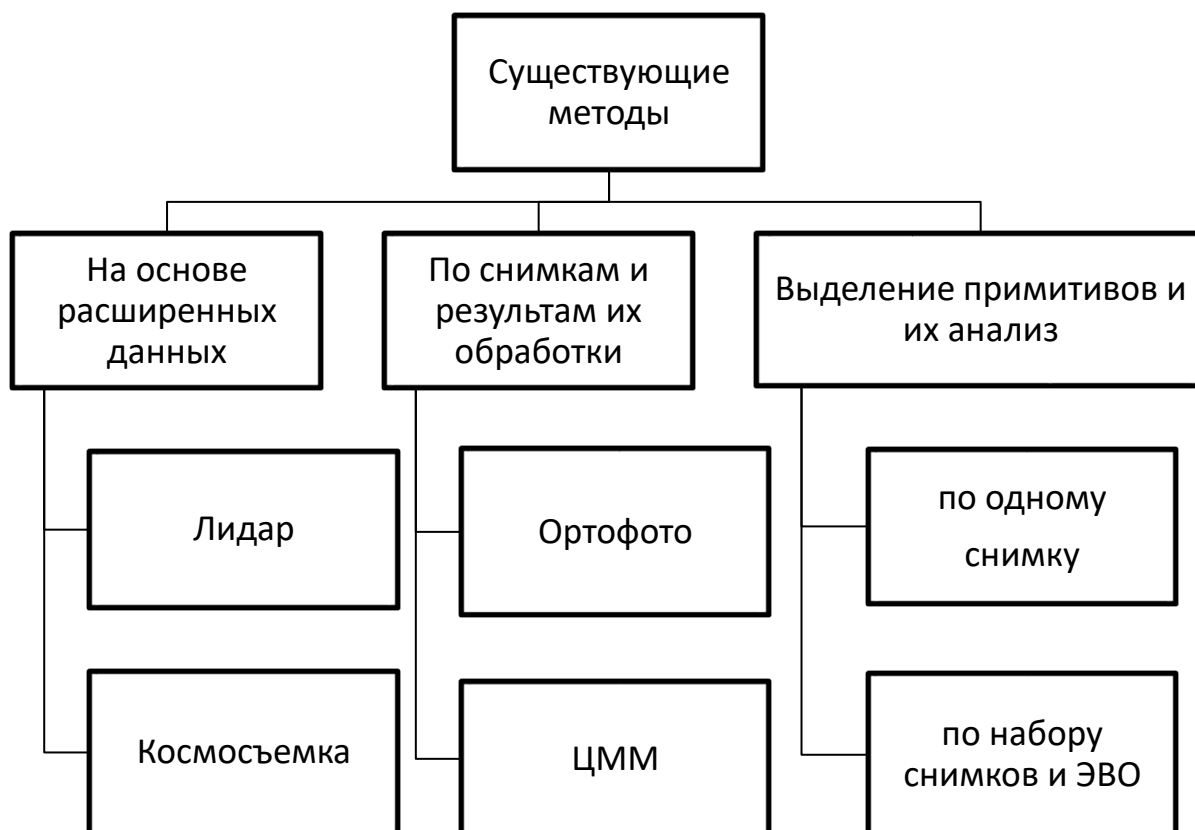 Существующие
методы
На основе
расширенных
данных
По снимкам и
результам их
обработки
Выделение примитивов и
их анализ
Лидар
Космосъемка
Ортофото
ЦММ
по одному
снимку
по набору
снимков и ЭВО